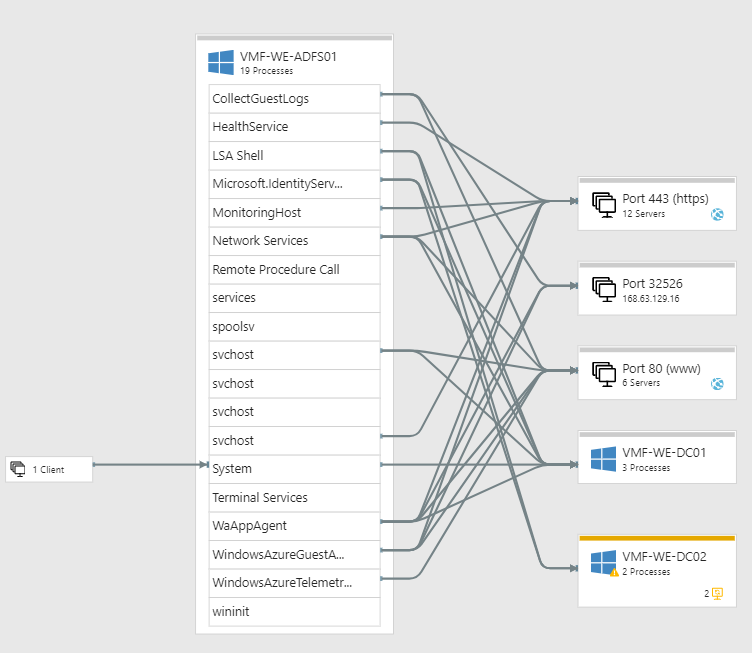 VMF-WE-ADFS01
19 Processes
CollectGuestLogs
HealthService
LSA Shell
Microsoft.IdentityServ...
MonitoringHost
Network Services
Remote Procedure Call
services
spoolsv
svchost
svchost
svchost
svchost
System
Terminal Services
WaAppAgent
WindowsAzureGuestA...
WindowsAzureTelemetr...
wininit
1 Client
Port 443 (https)
12 Servers
Port 32526
168.63.129.16
Port 80 (www)
6 Servers
VMF-WE-DC01
3 Processes
VMF-WE-DC02
2 Processes
2